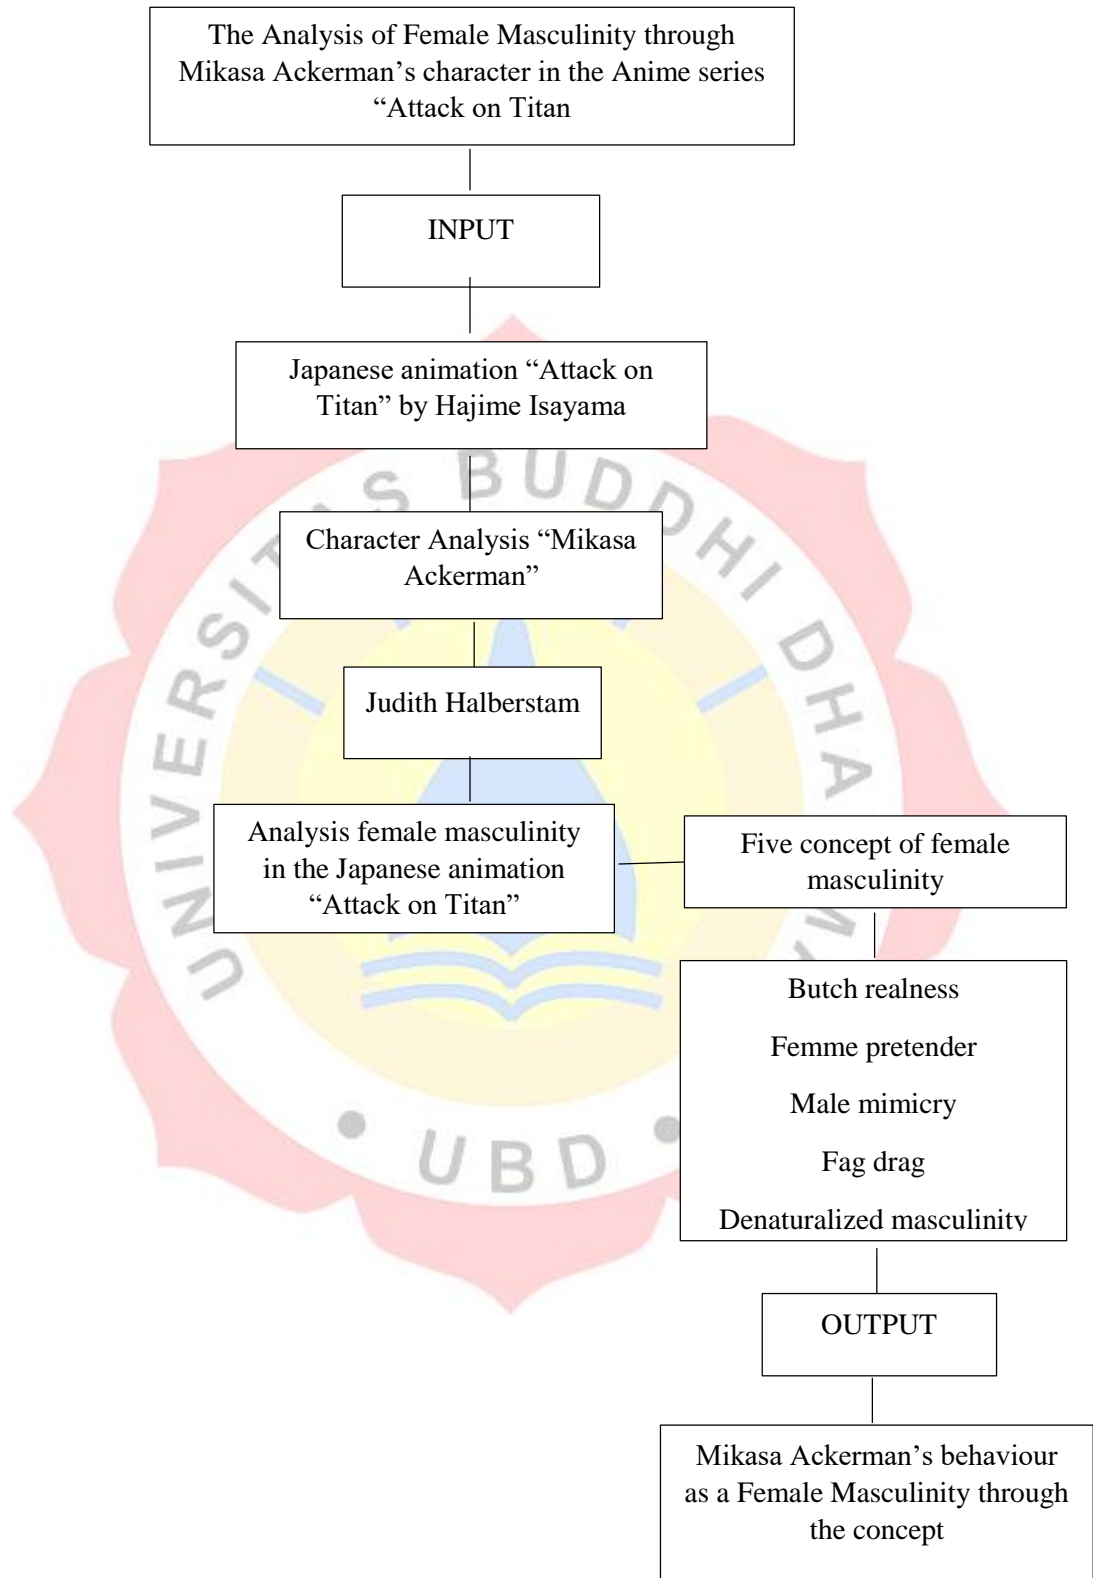 The Analysis of Female Masculinity through
Mikasa Ackerman’s character in the Anime series
“Attack on Titan
INPUT
Japanese animation “Attack on
Titan” by Hajime Isayama
Character Analysis “Mikasa
Ackerman”
Judith Halberstam
Analysis female masculinity
in the Japanese animation
“Attack on Titan”
Five concept of female
masculinity
Butch realness
Femme pretender
Male mimicry
Fag drag
Denaturalized masculinity
OUTPUT
Mikasa Ackerman’s behaviour
as a Female Masculinity through
the concept
UNIVERSITAS BUDDHI DHARMA
• UBD •